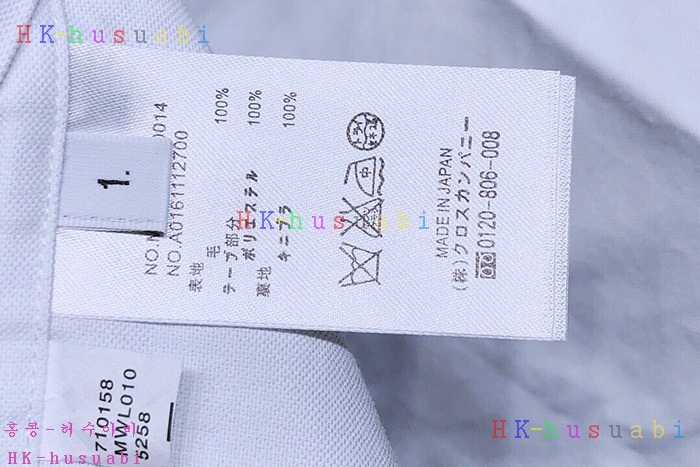 HK-husuabi
0014
NO.A0161112700
表地 毛 100%
テープ部分
ポリエステル 100%
裏地
キュプラ 100%
MADE IN JAPAN
(株)クロスカンパニー
0120-806-008
1.
HK-husuabi
710158
MW/L010
5258
홍콩-허수아비
HK-husuabi
HK-husuabi